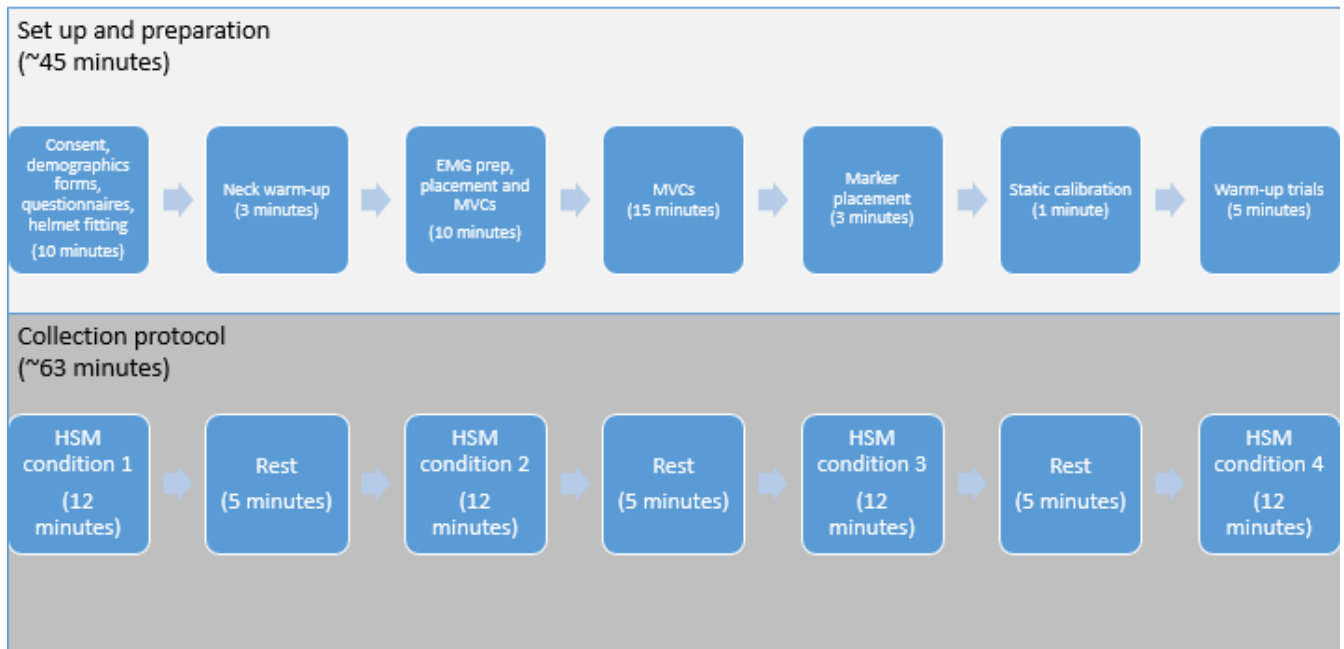 Set up and preparation
(~45 minutes)
Consent,
demographics
forms,
questionnaires,
helmet fitting
(10 minutes)
Neck warm-up
(3 minutes)
EMG prep,
placement and
MVCs
(10 minutes)
MVCs
(15 minutes)
Marker
placement
(3 minutes)
Static calibration
(1 minute)
Warm-up trials
(5 minutes)
Collection protocol
(~63 minutes)
HSM
condition 1
(12
minutes)
Rest
(5 minutes)
HSM
condition 2
(12
minutes)
Rest
(5 minutes)
HSM
condition 3
(12
minutes)
Rest
(5 minutes)
HSM
condition 4
(12
minutes)